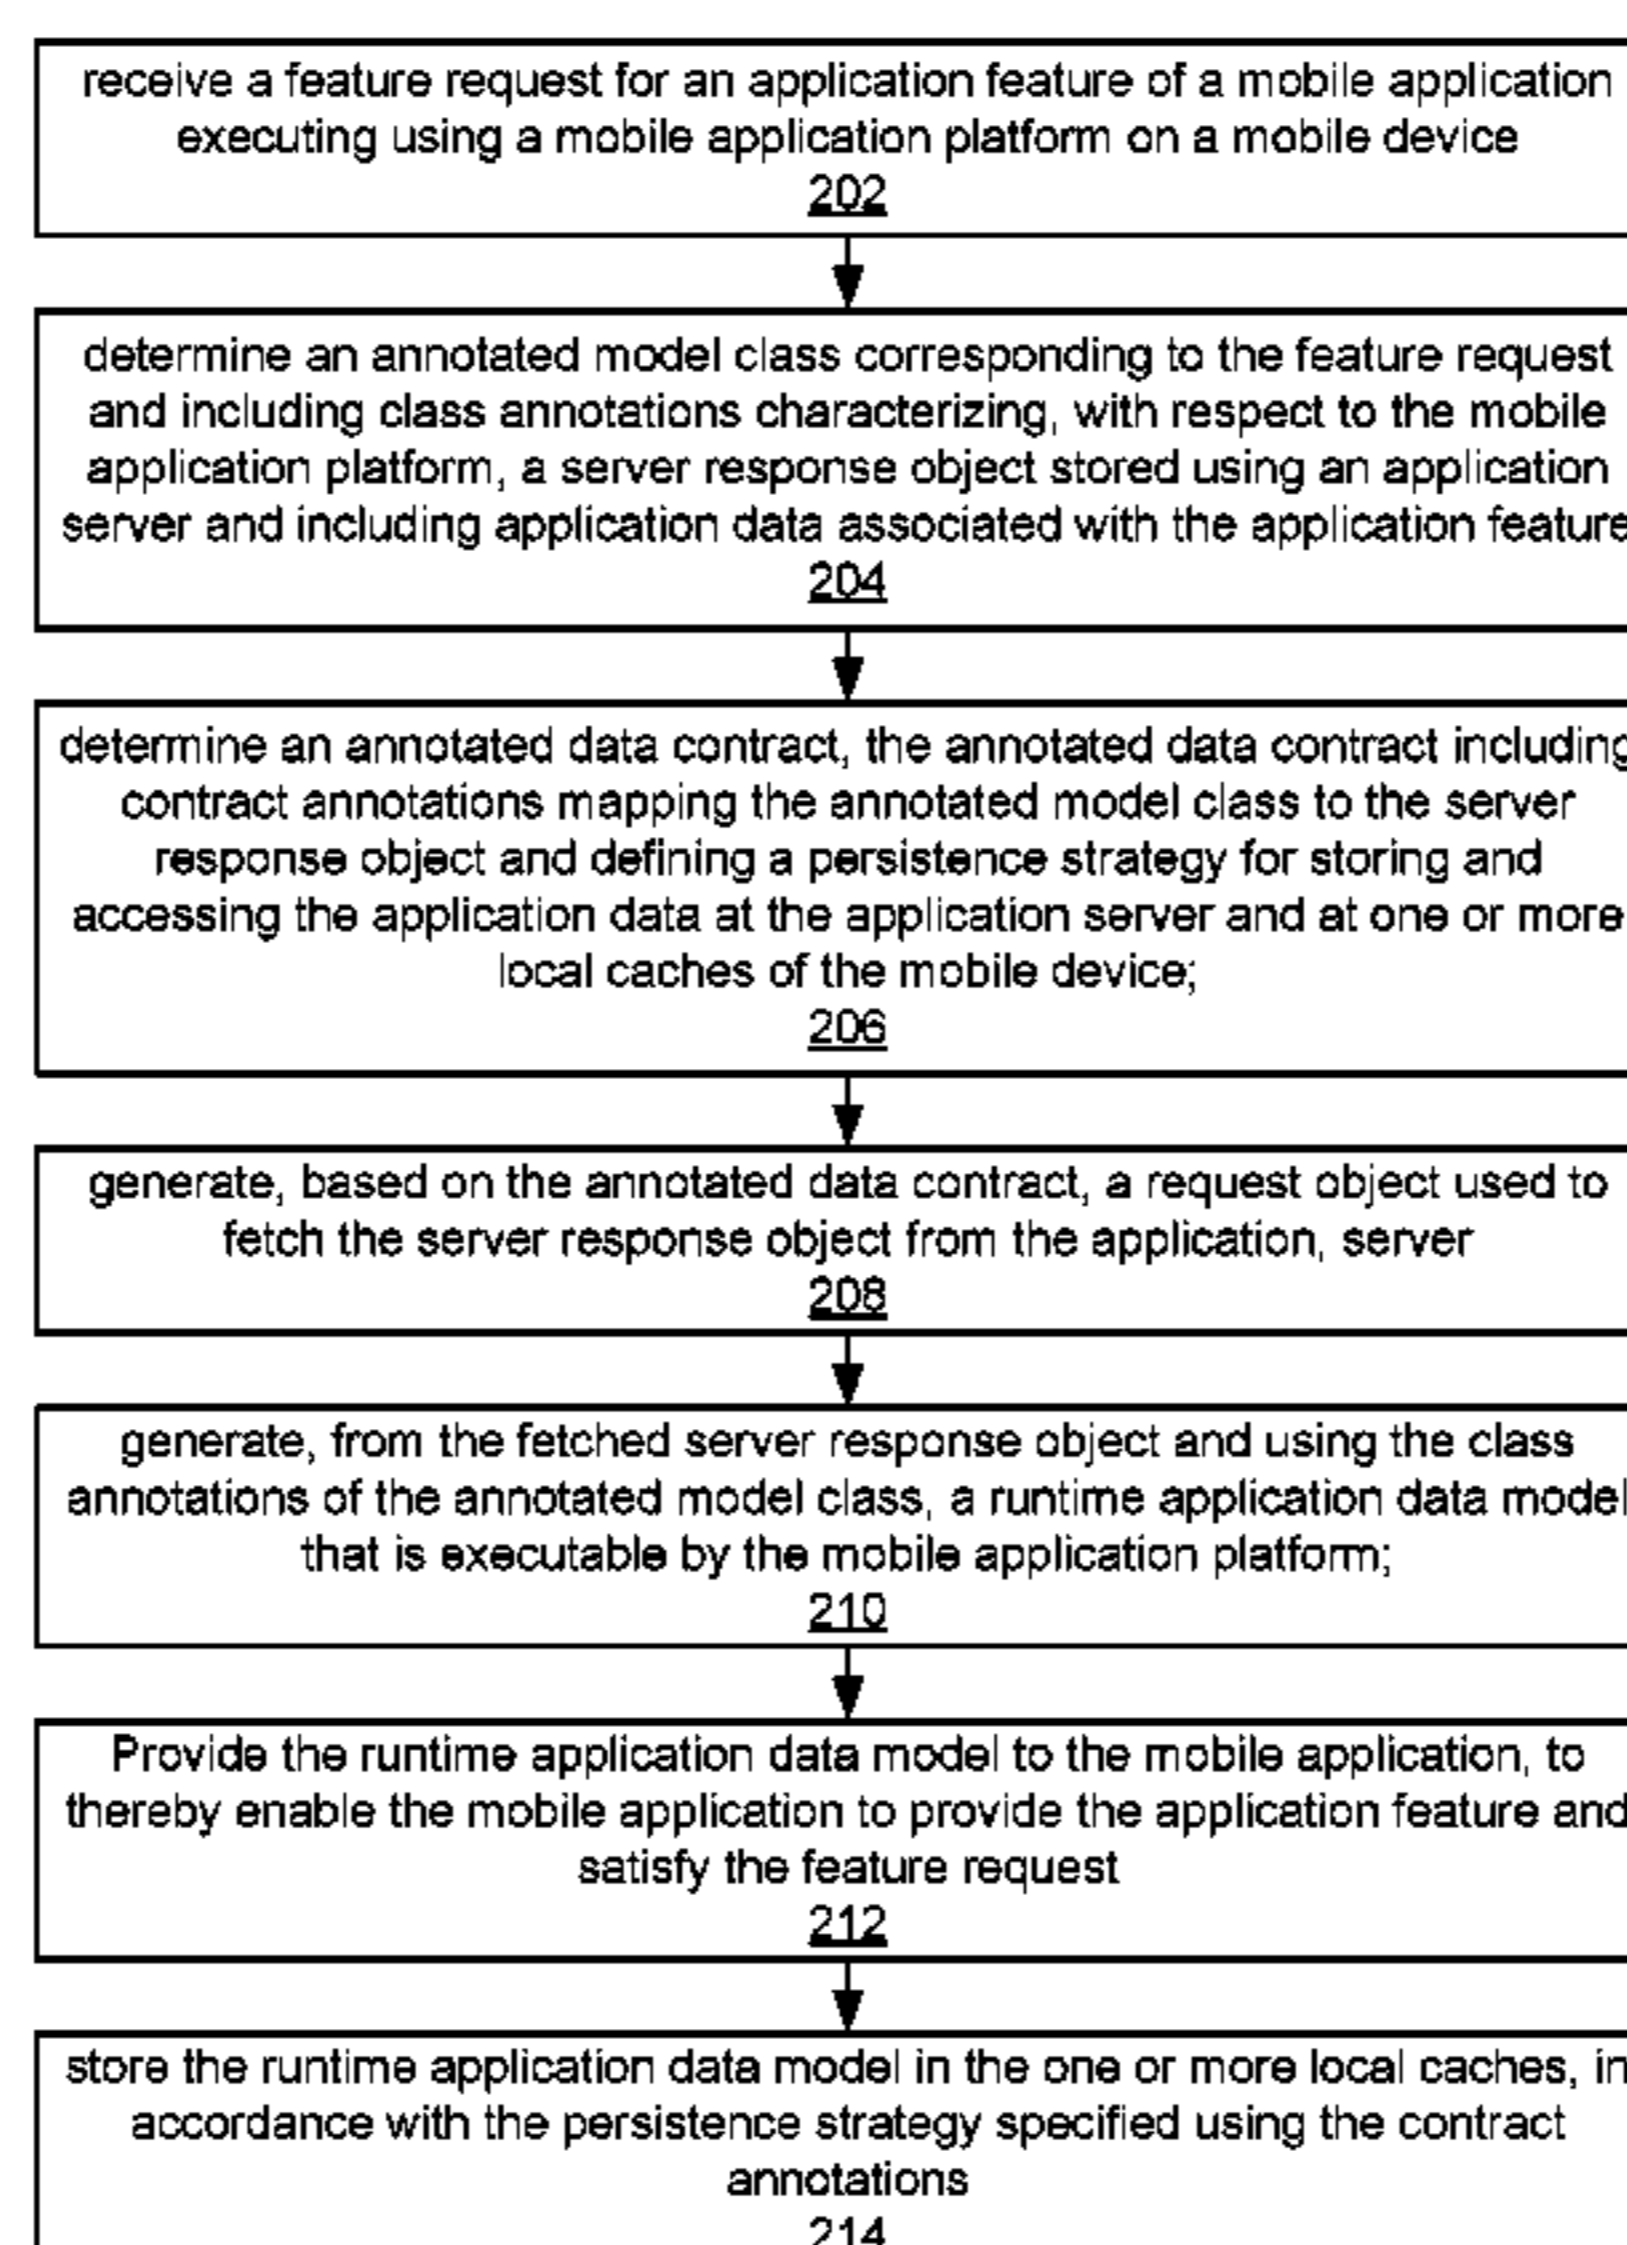 receive a feature request for an application feature of a mobile application
executing using a mobile application platform on a mobile device
202
determine an annotated model class corresponding to the feature request
and including class annotations characterizing, with respect to the mobile
application platform, a server response object stored using an application
server and including application data associated with the application feature
204
determine an annotated data contract, the annotated data contract including
contract annotations mapping the annotated model class to the server
response object and defining a persistence strategy for storing and
accessing the application data at the application server and at one or more
local caches of the mobile device;
206
generate, based on the annotated data contract, a request object used to
fetch the server response object from the application, server
208
generate, from the fetched server response object and using the class
annotations of the annotated model class, a runtime application data model
that is executable by the mobile application platform;
210
Provide the runtime application data model to the mobile application, to
thereby enable the mobile application to provide the application feature and
satisfy the feature request
212
store the runtime application data model in the one or more local caches, in
accordance with the persistence strategy specified using the contract
annotations
214